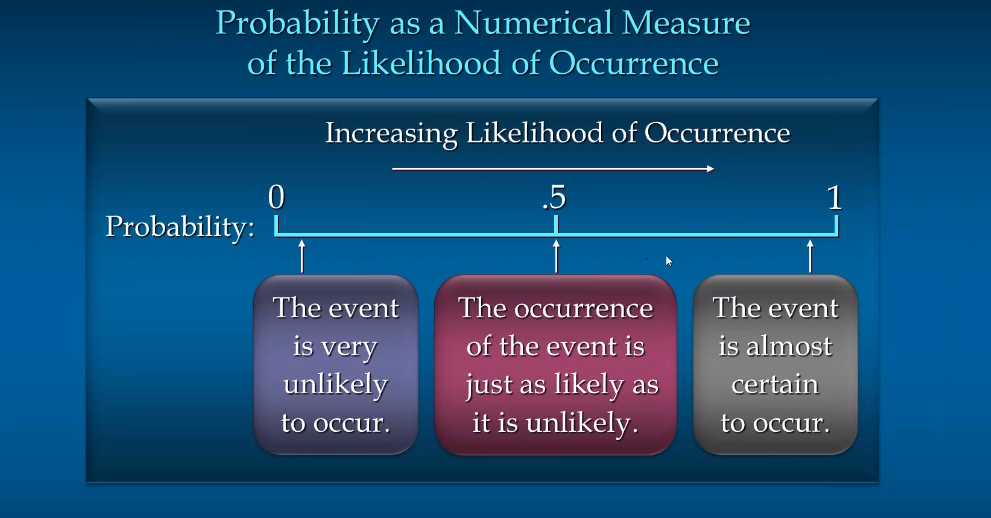 Probability as a Numerical Measure
of the Likelihood of Occurrence
Increasing Likelihood of Occurrence
0 .5 1
Probability:
The event
is very
unlikely
to occur.
The occurrence
of the event is
just as likely as
it is unlikely.
The event
is almost
certain
to occur.